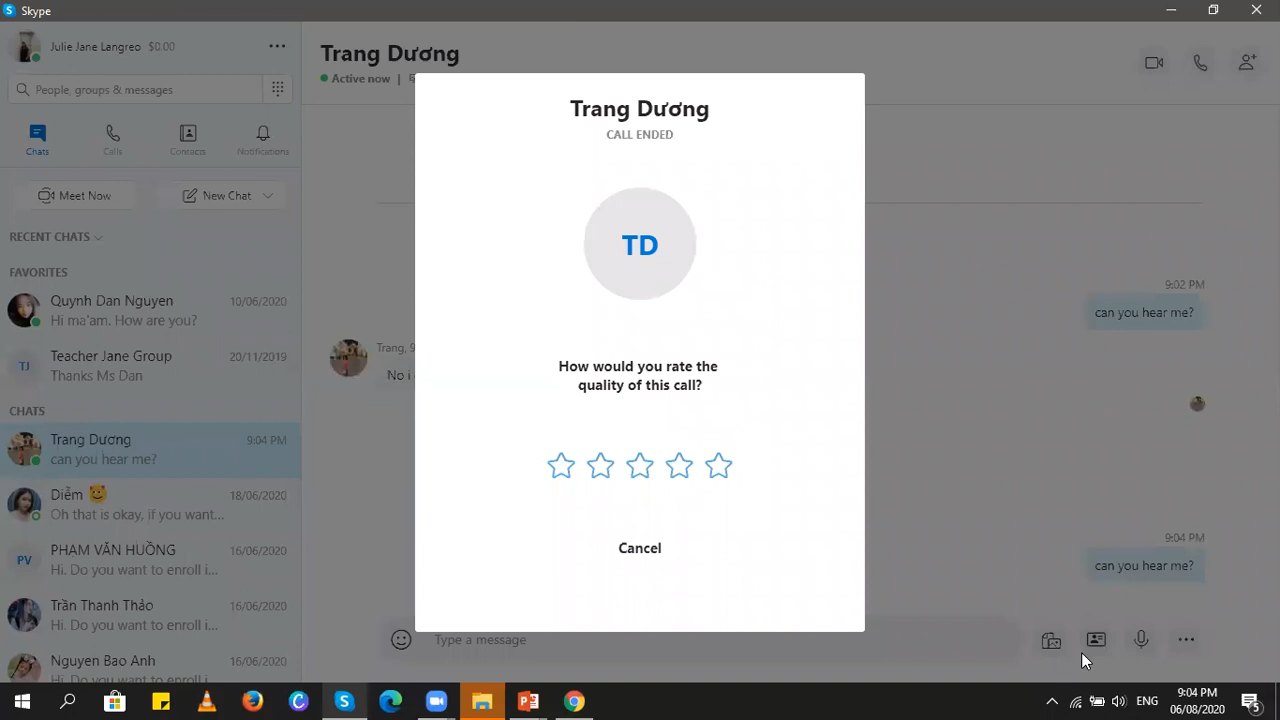 Skype
Julie Jane Langreo $0.00
People, groups & messages
Chats
Calls
Contacts
Notifications
Meet Now
New Chat
RECENT CHATS
FAVORITES
Quynh Dan Nguyen 10/06/2020
Hi ma'am. How are you?
TJ
Teacher Jane Group 20/11/2019
Thanks Ms Dan
CHATS
Trang Dương 9:04 PM
can you hear me?
Diễm 18/06/2020
Oh that is okay, if you want...
PV
PHẠM VĂN HƯỜNG 16/06/2020
Hi. Do you want to enroll i...
Trần Thanh Thảo 16/06/2020
Hi. Do you want to enroll i...
Nguyen Bao Anh 16/06/2020
Trang Dương
Active now |
9:02 PM
can you hear me?
Trang, 9
No i
9:04 PM
can you hear me?
Type a message
Trang Dương
CALL ENDED
TD
How would you rate the
quality of this call?
Cancel
ENG
9:04 PM
06/08/2020
5